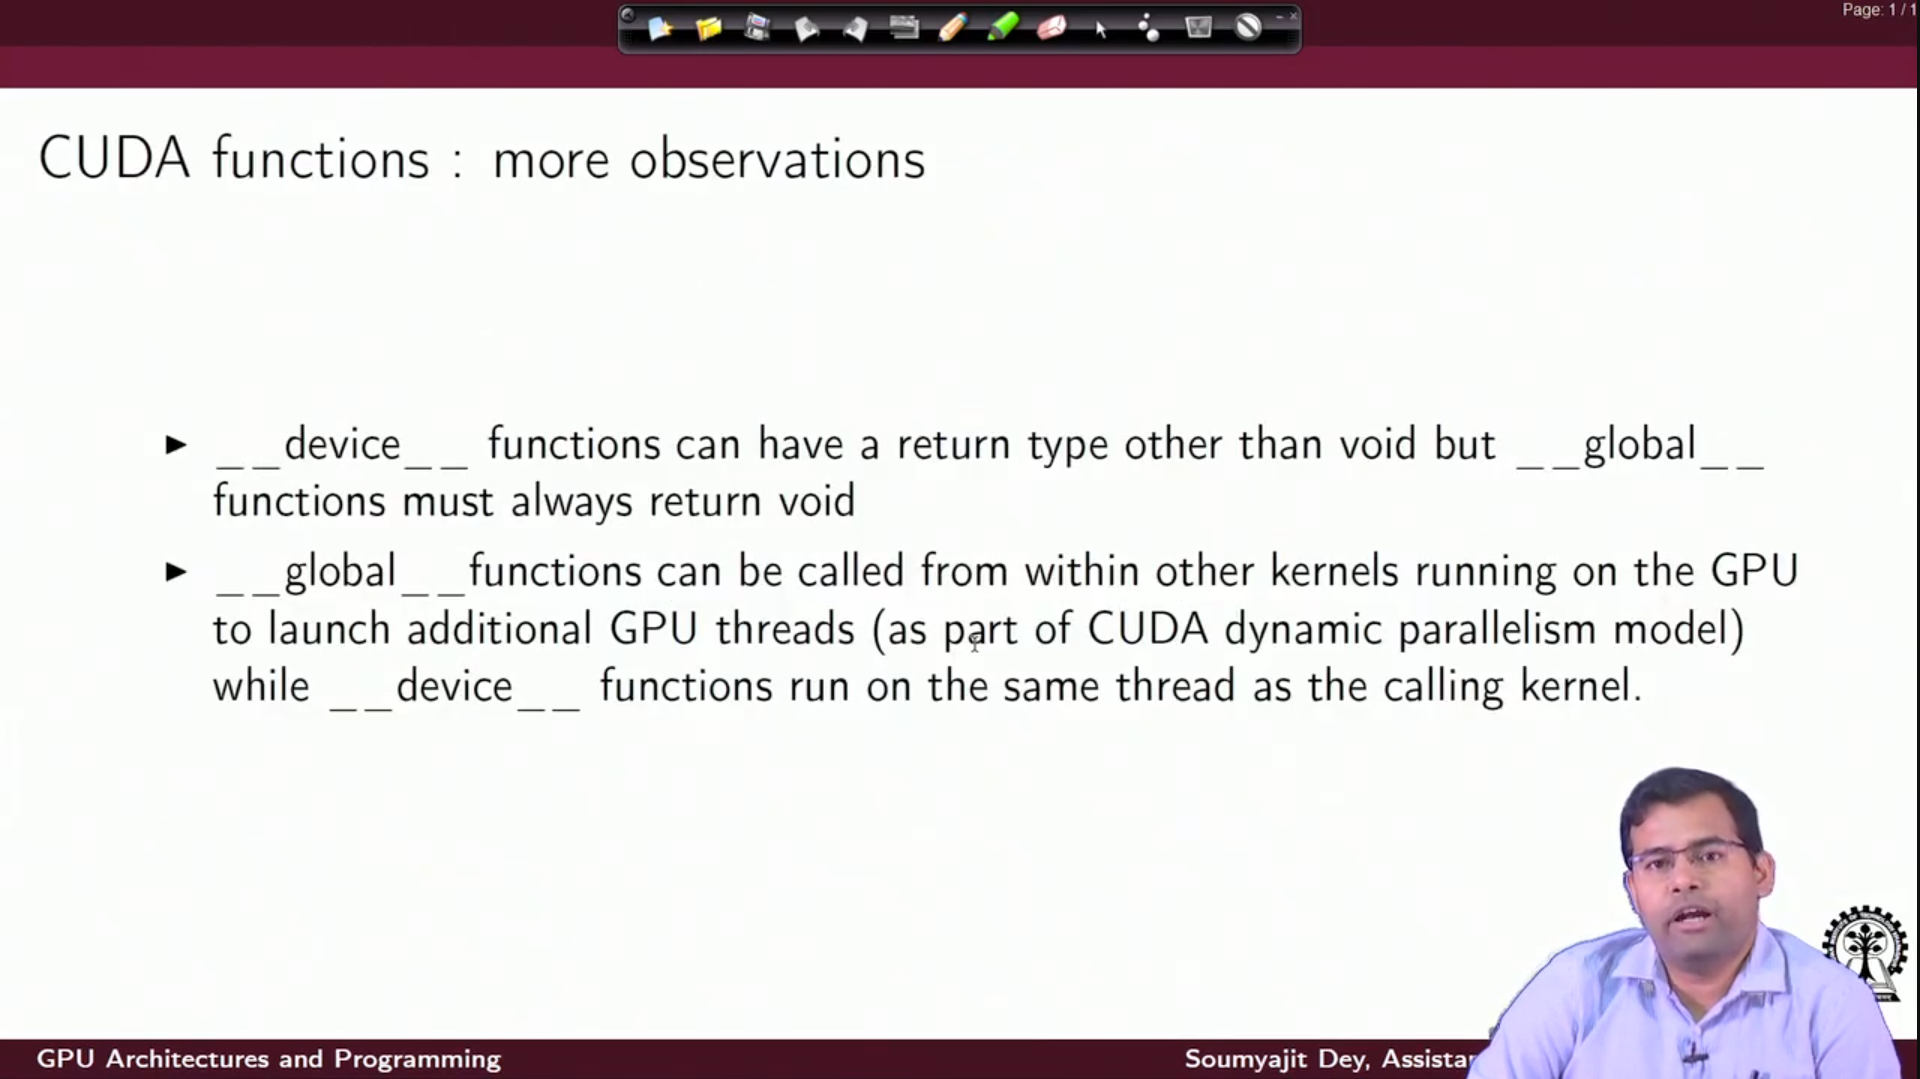 Page: 1 / 1
CUDA functions : more observations
► __device__ functions can have a return type other than void but __global__
functions must always return void
► __global__functions can be called from within other kernels running on the GPU
to launch additional GPU threads (as part of CUDA dynamic parallelism model)
while __device__ functions run on the same thread as the calling kernel.
GPU Architectures and Programming
Soumyajit Dey, Assista